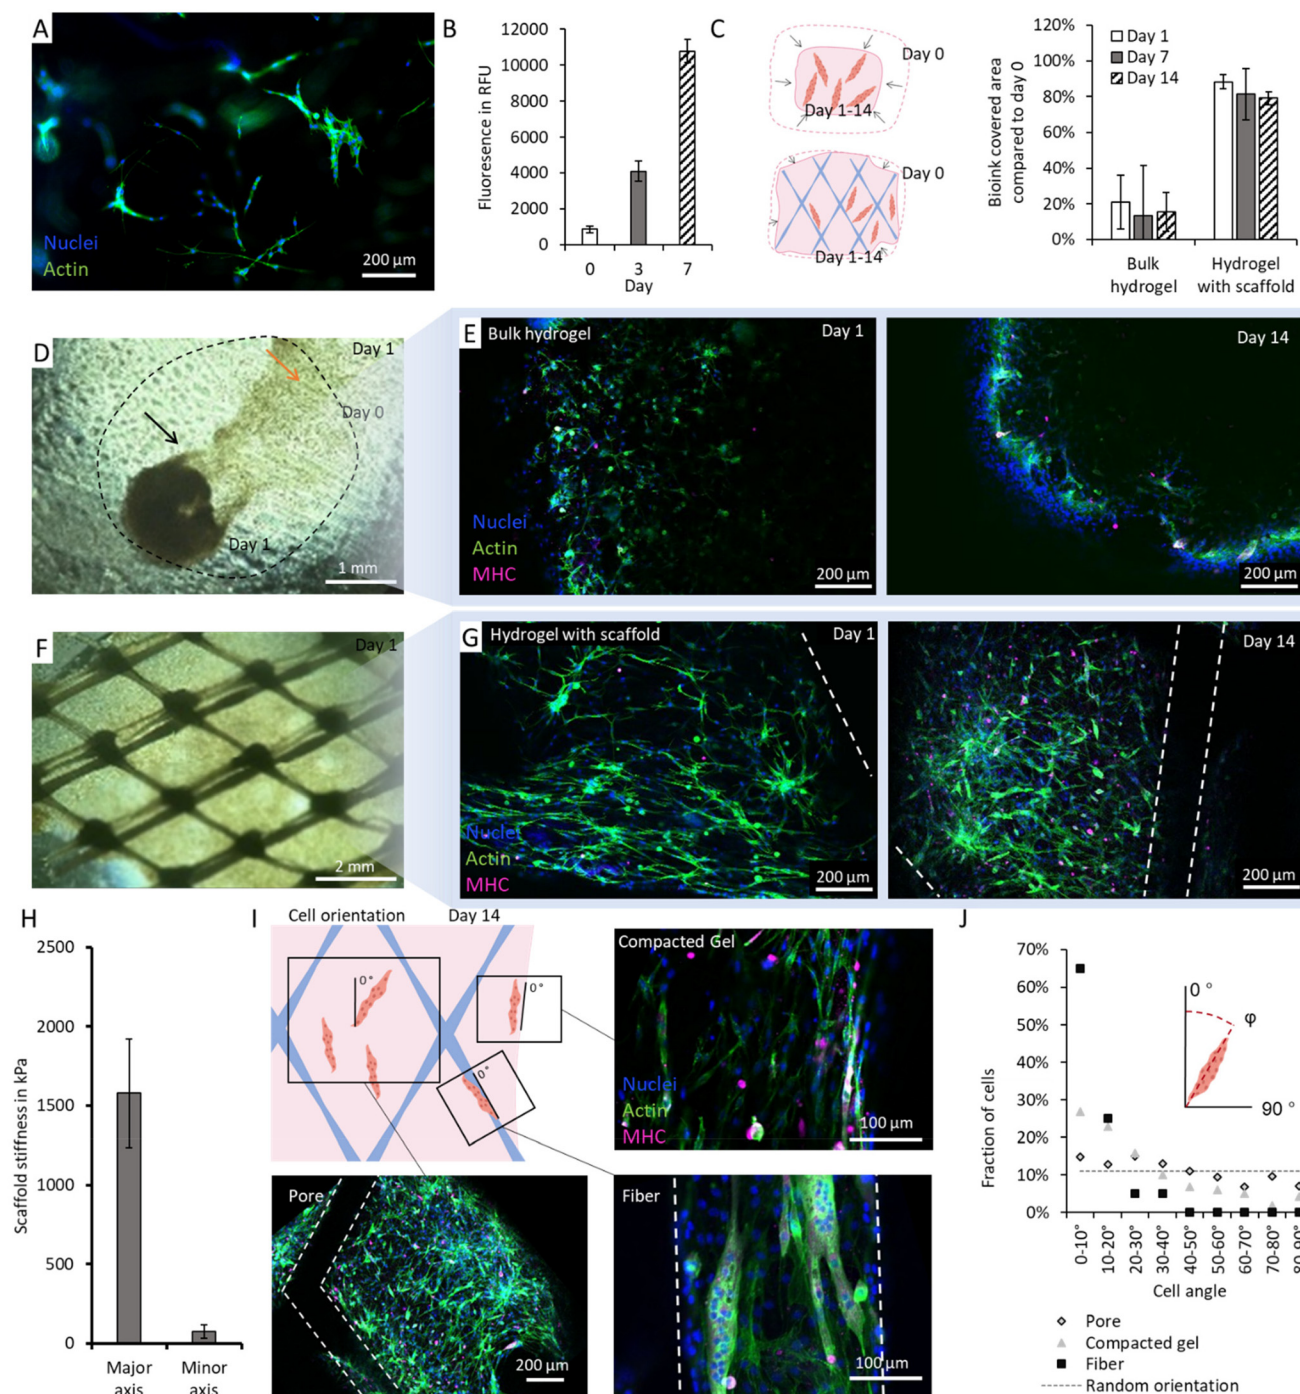 A
Nuclei
Actin
200 µm
B
Fluoresence in RFU
12000
10000
8000
6000
4000
2000
0
0
3
7
Day
C
Day 0
Day 1-14
Day 0
Day 1-14
Bioink covered area
compared to day 0
120%
100%
80%
60%
40%
20%
0%
Day 1
Day 7
Day 14
Bulk
hydrogel
Hydrogel
with scaffold
D
Day 1
Day 0
Day 1
1 mm
E
Bulk hydrogel
Day 1
Nuclei
Actin
MHC
200 µm
Day 14
200 µm
F
Day 1
2 mm
G
Hydrogel with scaffold
Day 1
Nuclei
Actin
MHC
200 µm
Day 14
200 µm
H
Scaffold stiffness in kPa
2500
2000
1500
1000
500
0
Major
axis
Minor
axis
I
Cell orientation
Day 14
0°
0°
0°
Compacted Gel
Nuclei
Actin
MHC
100 µm
Pore
200 µm
Fiber
100 µm
J
Fraction of cells
70%
60%
50%
40%
30%
20%
10%
0%
0 °
φ
90 °
0-10°
10-20°
20-30°
30-40°
40-50°
50-60°
60-70°
70-80°
80-90°
Cell angle
Pore
Compacted gel
Fiber
Random orientation